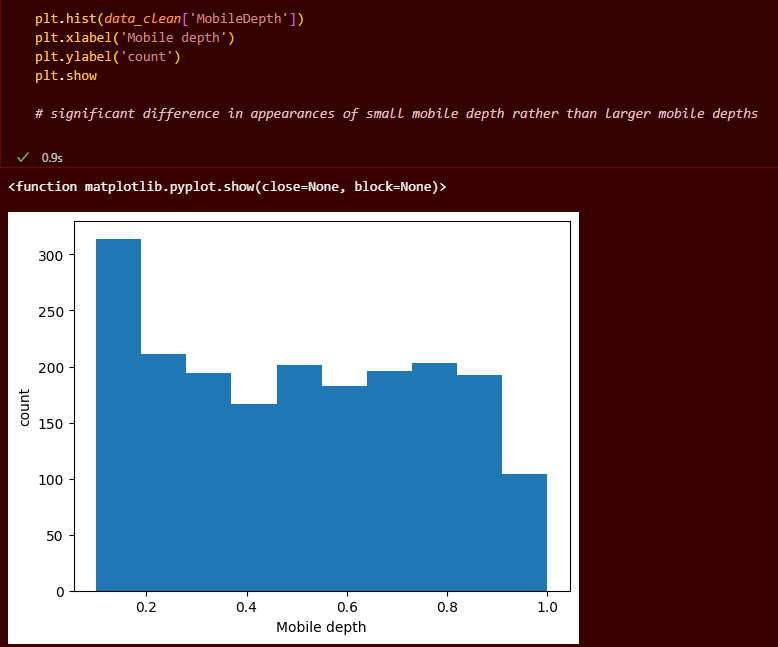 plt.hist(data_clean['MobileDepth'])
plt.xlabel('Mobile depth')
plt.ylabel('count')
plt.show
# significant difference in appearances of small mobile depth rather than larger mobile depths
0.9s
<function matplotlib.pyplot.show(close=None, block=None)>
300
250
200
150
100
50
0
count
0.2 0.4 0.6 0.8 1.0
Mobile depth